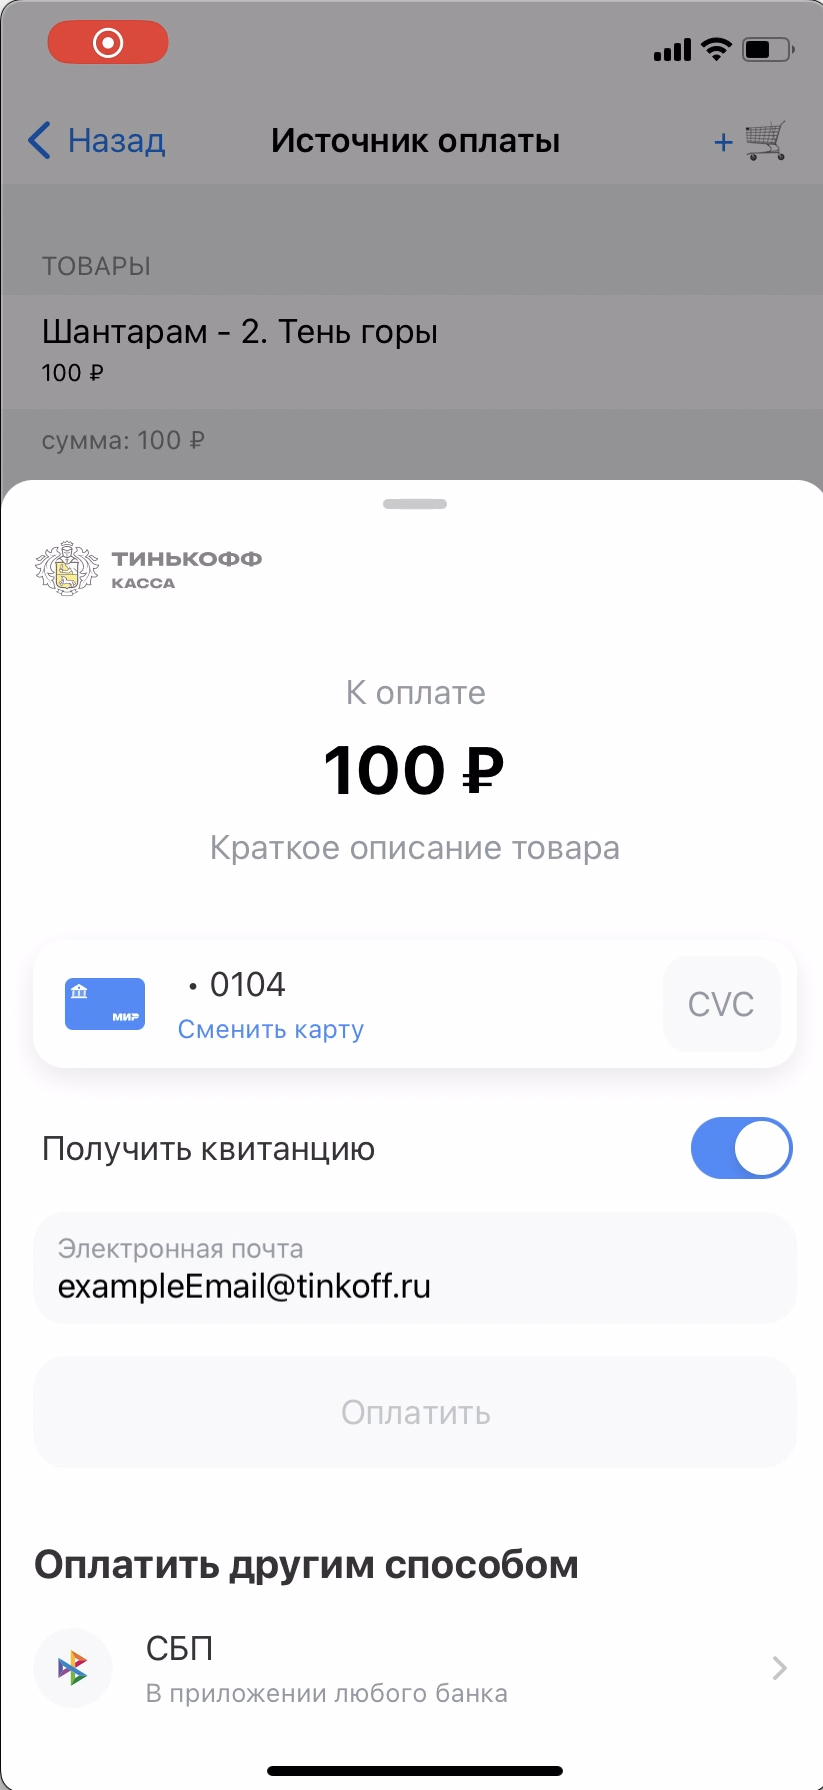 Назад
Источник оплаты
+
ТОВАРЫ
Шантарам - 2. Тень горы
100 ₽
сумма: 100 ₽
ТИНЬКОФФ
КАССА
К оплате
100 ₽
Краткое описание товара
МИР
• 0104
CVC
Сменить карту
Получить квитанцию
Электронная почта
exampleEmail@tinkoff.ru
Оплатить
Оплатить другим способом
СБП
В приложении любого банка